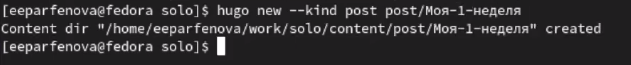 [eeparfenova@fedora solo]$ hugo new --kind post post/Моя-1-неделя
Content dir "/home/eeparfenova/work/solo/content/post/Моя-1-неделя" created
[eeparfenova@fedora solo]$